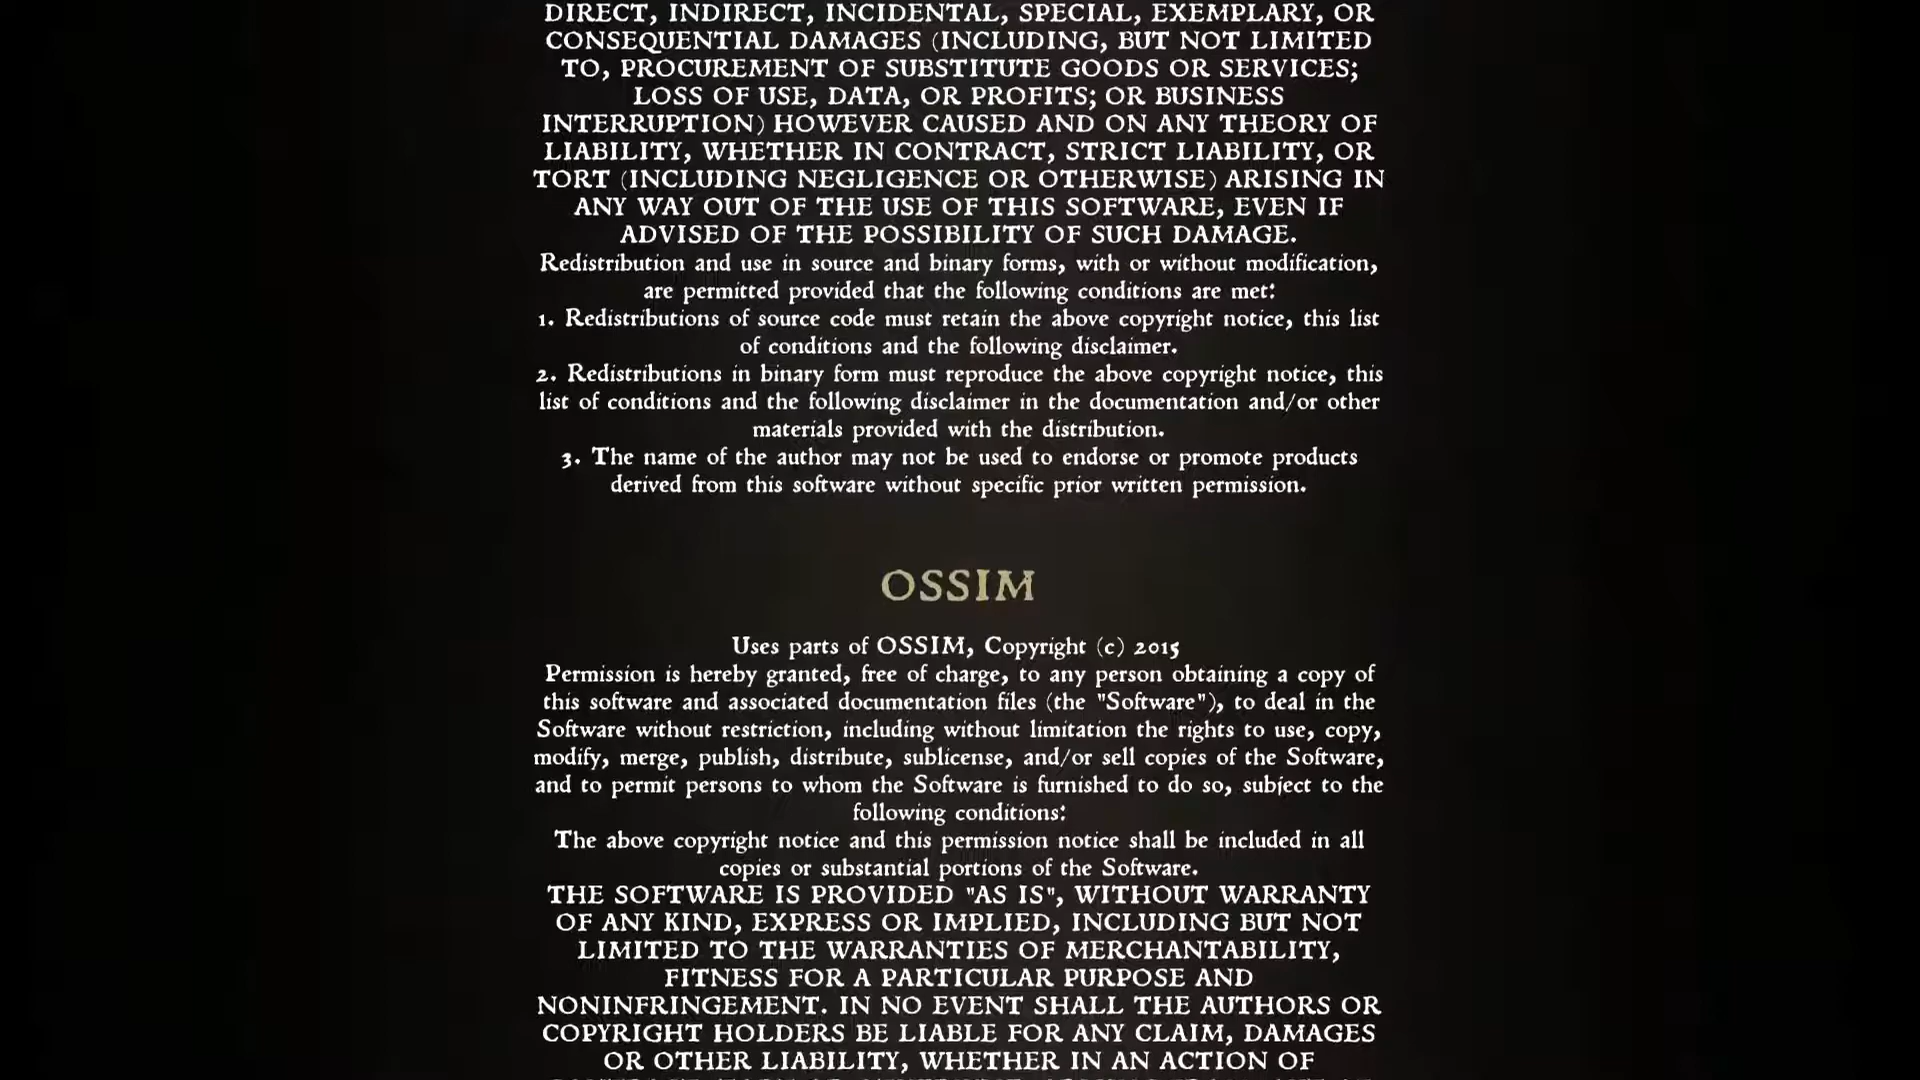 DIRECT, INDIRECT, INCIDENTAL, SPECIAL, EXEMPLARY, OR
CONSEQUENTIAL DAMAGES (INCLUDING, BUT NOT LIMITED
TO, PROCUREMENT OF SUBSTITUTE GOODS OR SERVICES;
LOSS OF USE, DATA, OR PROFITS; OR BUSINESS
INTERRUPTION) HOWEVER CAUSED AND ON ANY THEORY OF
LIABILITY, WHETHER IN CONTRACT, STRICT LIABILITY, OR
TORT (INCLUDING NEGLIGENCE OR OTHERWISE) ARISING IN
ANY WAY OUT OF THE USE OF THIS SOFTWARE, EVEN IF
ADVISED OF THE POSSIBILITY OF SUCH DAMAGE.
Redistribution and use in source and binary forms, with or without modification,
are permitted provided that the following conditions are met:
1. Redistributions of source code must retain the above copyright notice, this list
of conditions and the following disclaimer.
2. Redistributions in binary form must reproduce the above copyright notice, this
list of conditions and the following disclaimer in the documentation and/or other
materials provided with the distribution.
3. The name of the author may not be used to endorse or promote products
derived from this software without specific prior written permission.
OSSIM
Uses parts of OSSIM, Copyright (c) 2015
Permission is hereby granted, free of charge, to any person obtaining a copy of
this software and associated documentation files (the "Software"), to deal in the
Software without restriction, including without limitation the rights to use, copy,
modify, merge, publish, distribute, sublicense, and/or sell copies of the Software,
and to permit persons to whom the Software is furnished to do so, subject to the
following conditions:
The above copyright notice and this permission notice shall be included in all
copies or substantial portions of the Software.
THE SOFTWARE IS PROVIDED "AS IS", WITHOUT WARRANTY
OF ANY KIND, EXPRESS OR IMPLIED, INCLUDING BUT NOT
LIMITED TO THE WARRANTIES OF MERCHANTABILITY,
FITNESS FOR A PARTICULAR PURPOSE AND
NONINFRINGEMENT. IN NO EVENT SHALL THE AUTHORS OR
COPYRIGHT HOLDERS BE LIABLE FOR ANY CLAIM, DAMAGES
OR OTHER LIABILITY, WHETHER IN AN ACTION OF